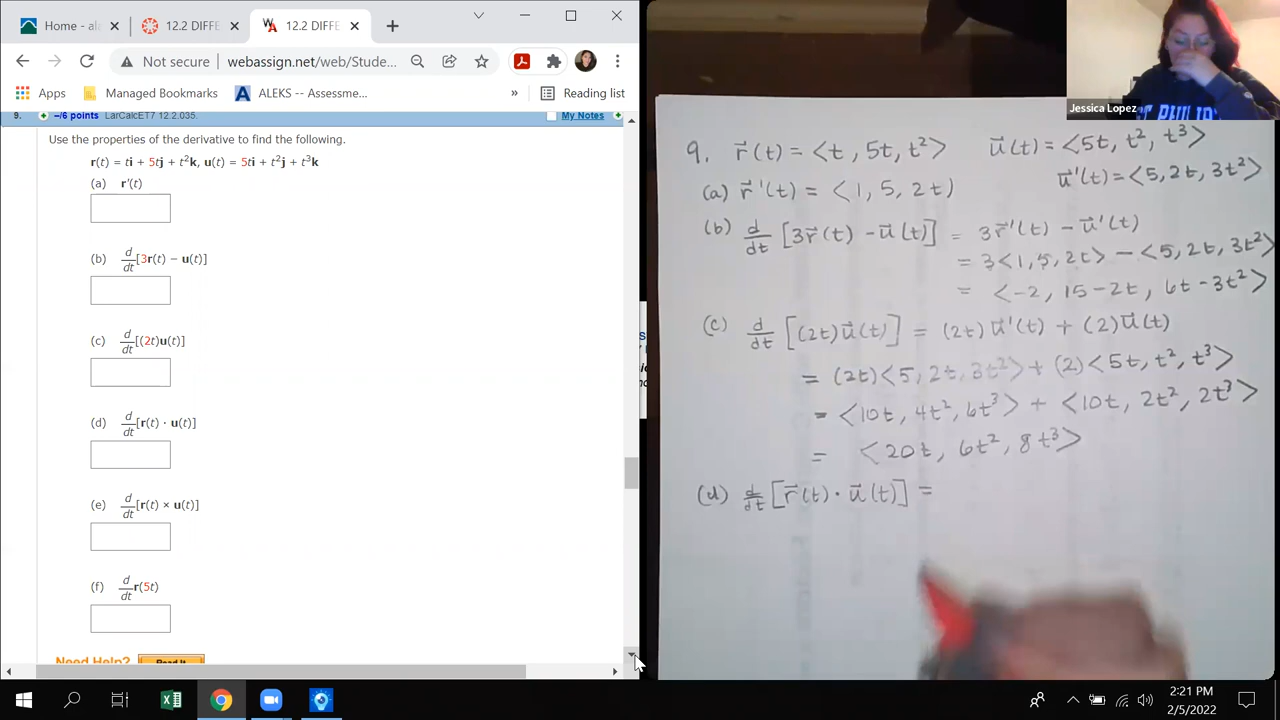 Home - ale
12.2 DIFFE
12.2 DIFFE
Not secure
webassign.net/web/Stude...
Apps
Managed Bookmarks
ALEKS -- Assessme...
»
Reading list
9.
–/6 points
LarCalcET7 12.2.035.
My Notes
Use the properties of the derivative to find the following.
r(t) = ti + 5tj + t²k, u(t) = 5ti + t²j + t³k
(a) r'(t)
(b) d/dt[3r(t) − u(t)]
(c) d/dt[(2t)u(t)]
(d) d/dt[r(t) · u(t)]
(e) d/dt[r(t) × u(t)]
(f) d/dt r(5t)
Need Help?
Read It
Jessica Lopez
ST PHILIP
9. r⃗(t) = <t, 5t, t²> u⃗(t) = <5t, t², t³>
u⃗'(t) = <5, 2t, 3t²>
(a) r⃗'(t) = <1, 5, 2t)
(b) d/dt [3r⃗(t) − u⃗(t)] = 3r⃗'(t) − u⃗'(t)
= 3<1, 5, 2t> − <5, 2t, 3t²>
= <−2, 15−2t, 6t−3t²>
(c) d/dt [(2t)u⃗(t)] = (2t)u⃗'(t) + (2)u⃗(t)
= (2t)<5, 2t, 3t²> + (2)<5t, t², t³>
= <10t, 4t², 6t³> + <10t, 2t², 2t³>
= <20t, 6t², 8t³>
(d) d/dt [r⃗(t) · u⃗(t)] =
2:21 PM
2/5/2022